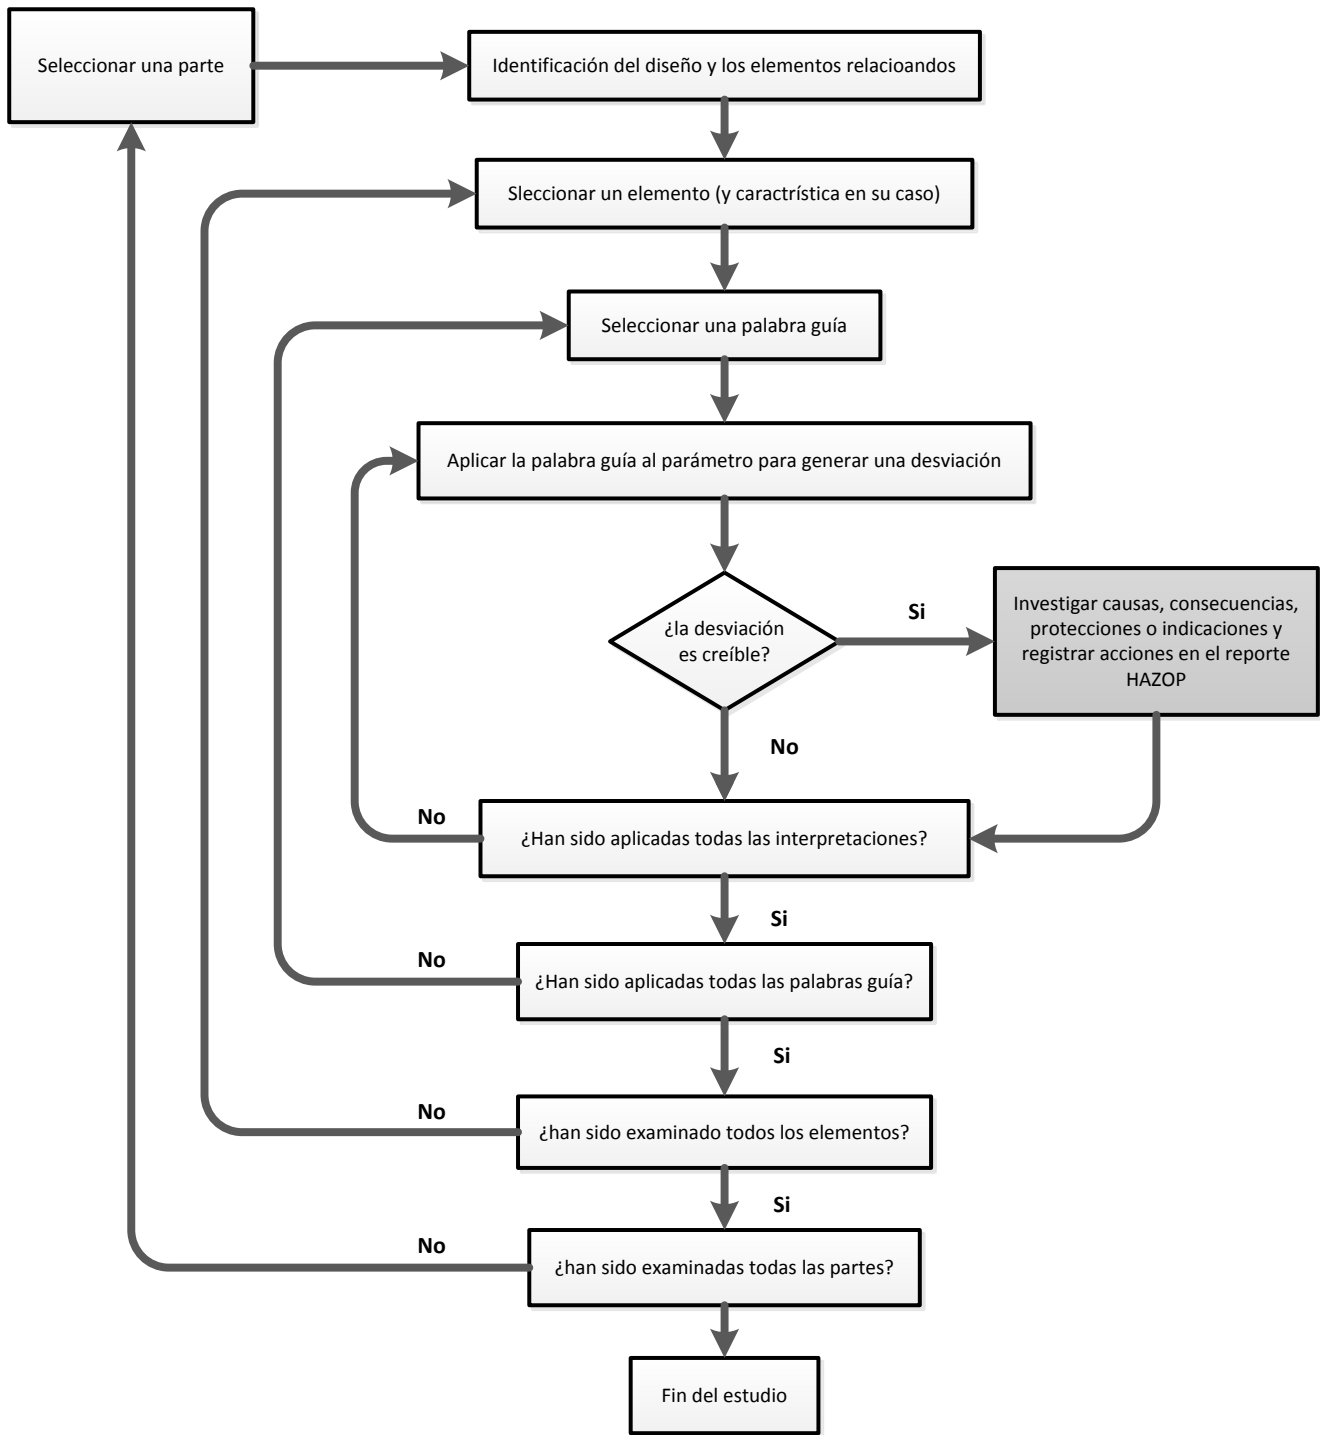 Seleccionar una parte
Identificación del diseño y los elementos relacioandos
Sleccionar un elemento (y caractrística en su caso)
Seleccionar una palabra guía
Aplicar la palabra guía al parámetro para generar una desviación
¿la desviación
es creíble?
Si
Investigar causas, consecuencias,
protecciones o indicaciones y
registrar acciones en el reporte
HAZOP
No
No
¿Han sido aplicadas todas las interpretaciones?
Si
No
¿Han sido aplicadas todas las palabras guía?
Si
No
¿han sido examinado todos los elementos?
Si
No
¿han sido examinadas todas las partes?
Fin del estudio